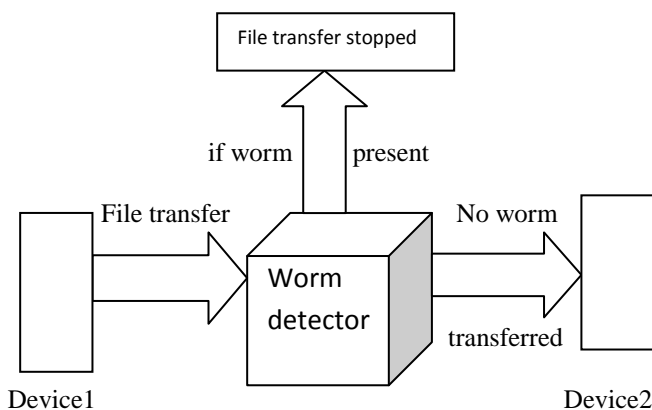 File transfer stopped
if worm present
File transfer
No worm
Worm
detector
transferred
Device1
Device2